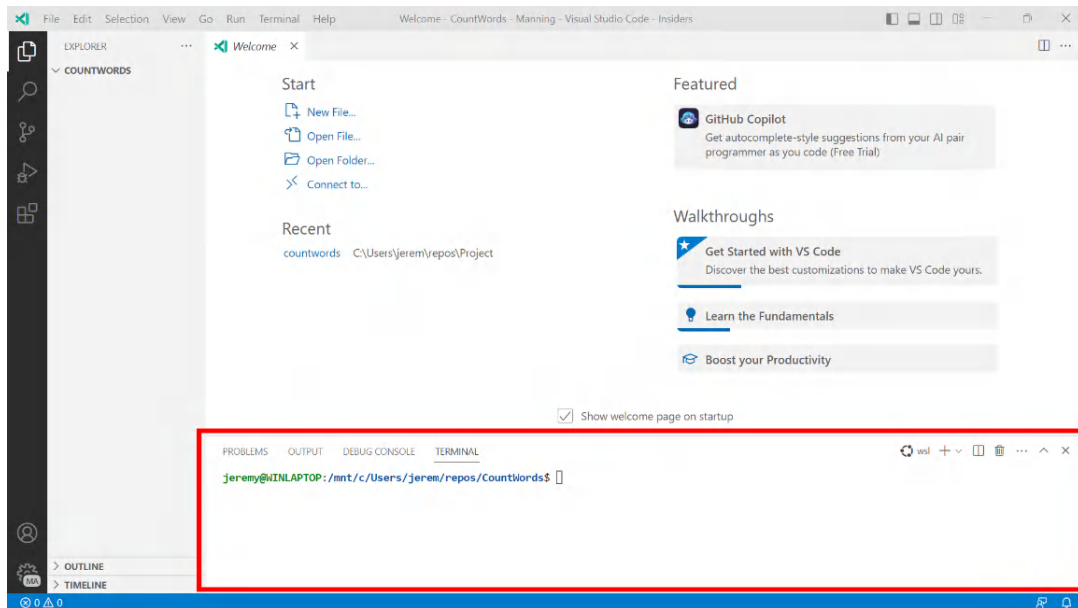 File Edit Selection View Go Run Terminal Help Welcome - CountWords - Manning - Visual Studio Code - Insiders
EXPLORER
COUNTWORDS
OUTLINE
TIMELINE
MA
Welcome
Start
New File...
Open File...
Open Folder...
Connect to...
Recent
countwords C:\Users\jerem\repos\Project
Featured
GitHub Copilot
Get autocomplete-style suggestions from your AI pair
programmer as you code (Free Trial)
Walkthroughs
Get Started with VS Code
Discover the best customizations to make VS Code yours.
Learn the Fundamentals
Boost your Productivity
Show welcome page on startup
PROBLEMS OUTPUT DEBUG CONSOLE TERMINAL wsl
jeremy@WINLAPTOP:/mnt/c/Users/jerem/repos/CountWords$
0 0